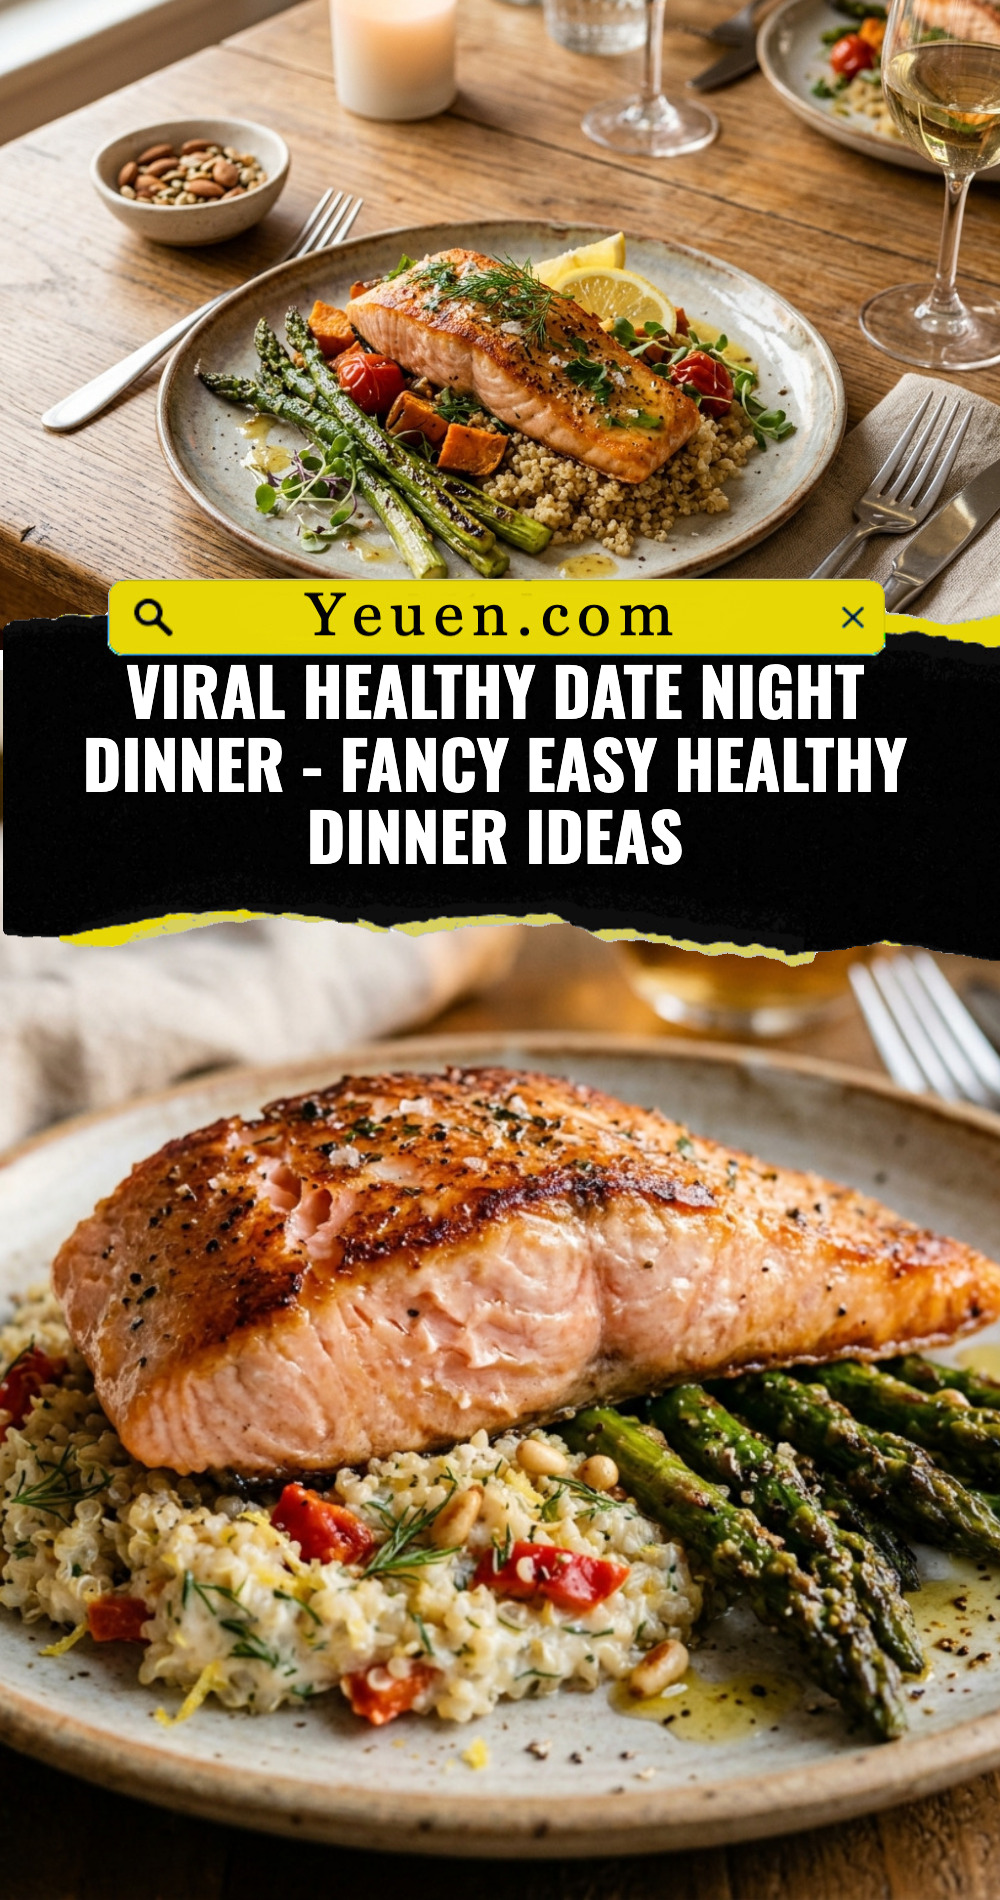 Yeuen.com
VIRAL HEALTHY DATE NIGHT
DINNER - FANCY EASY HEALTHY
DINNER IDEAS